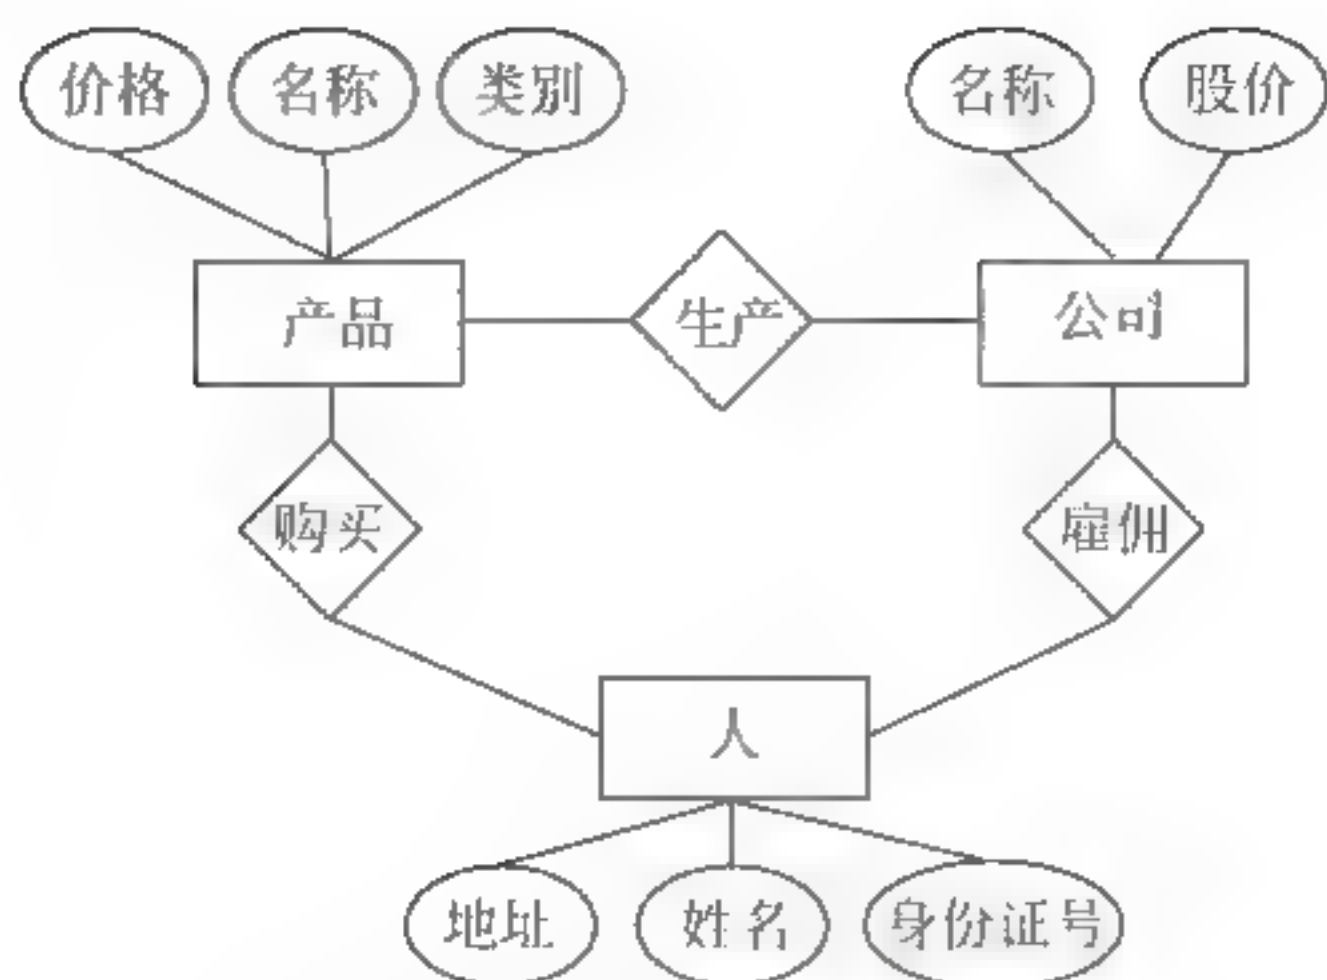 价格 名称 类别 名称 股价
产品 生产 公司
购买 雇佣
人
地址 姓名 身份证号